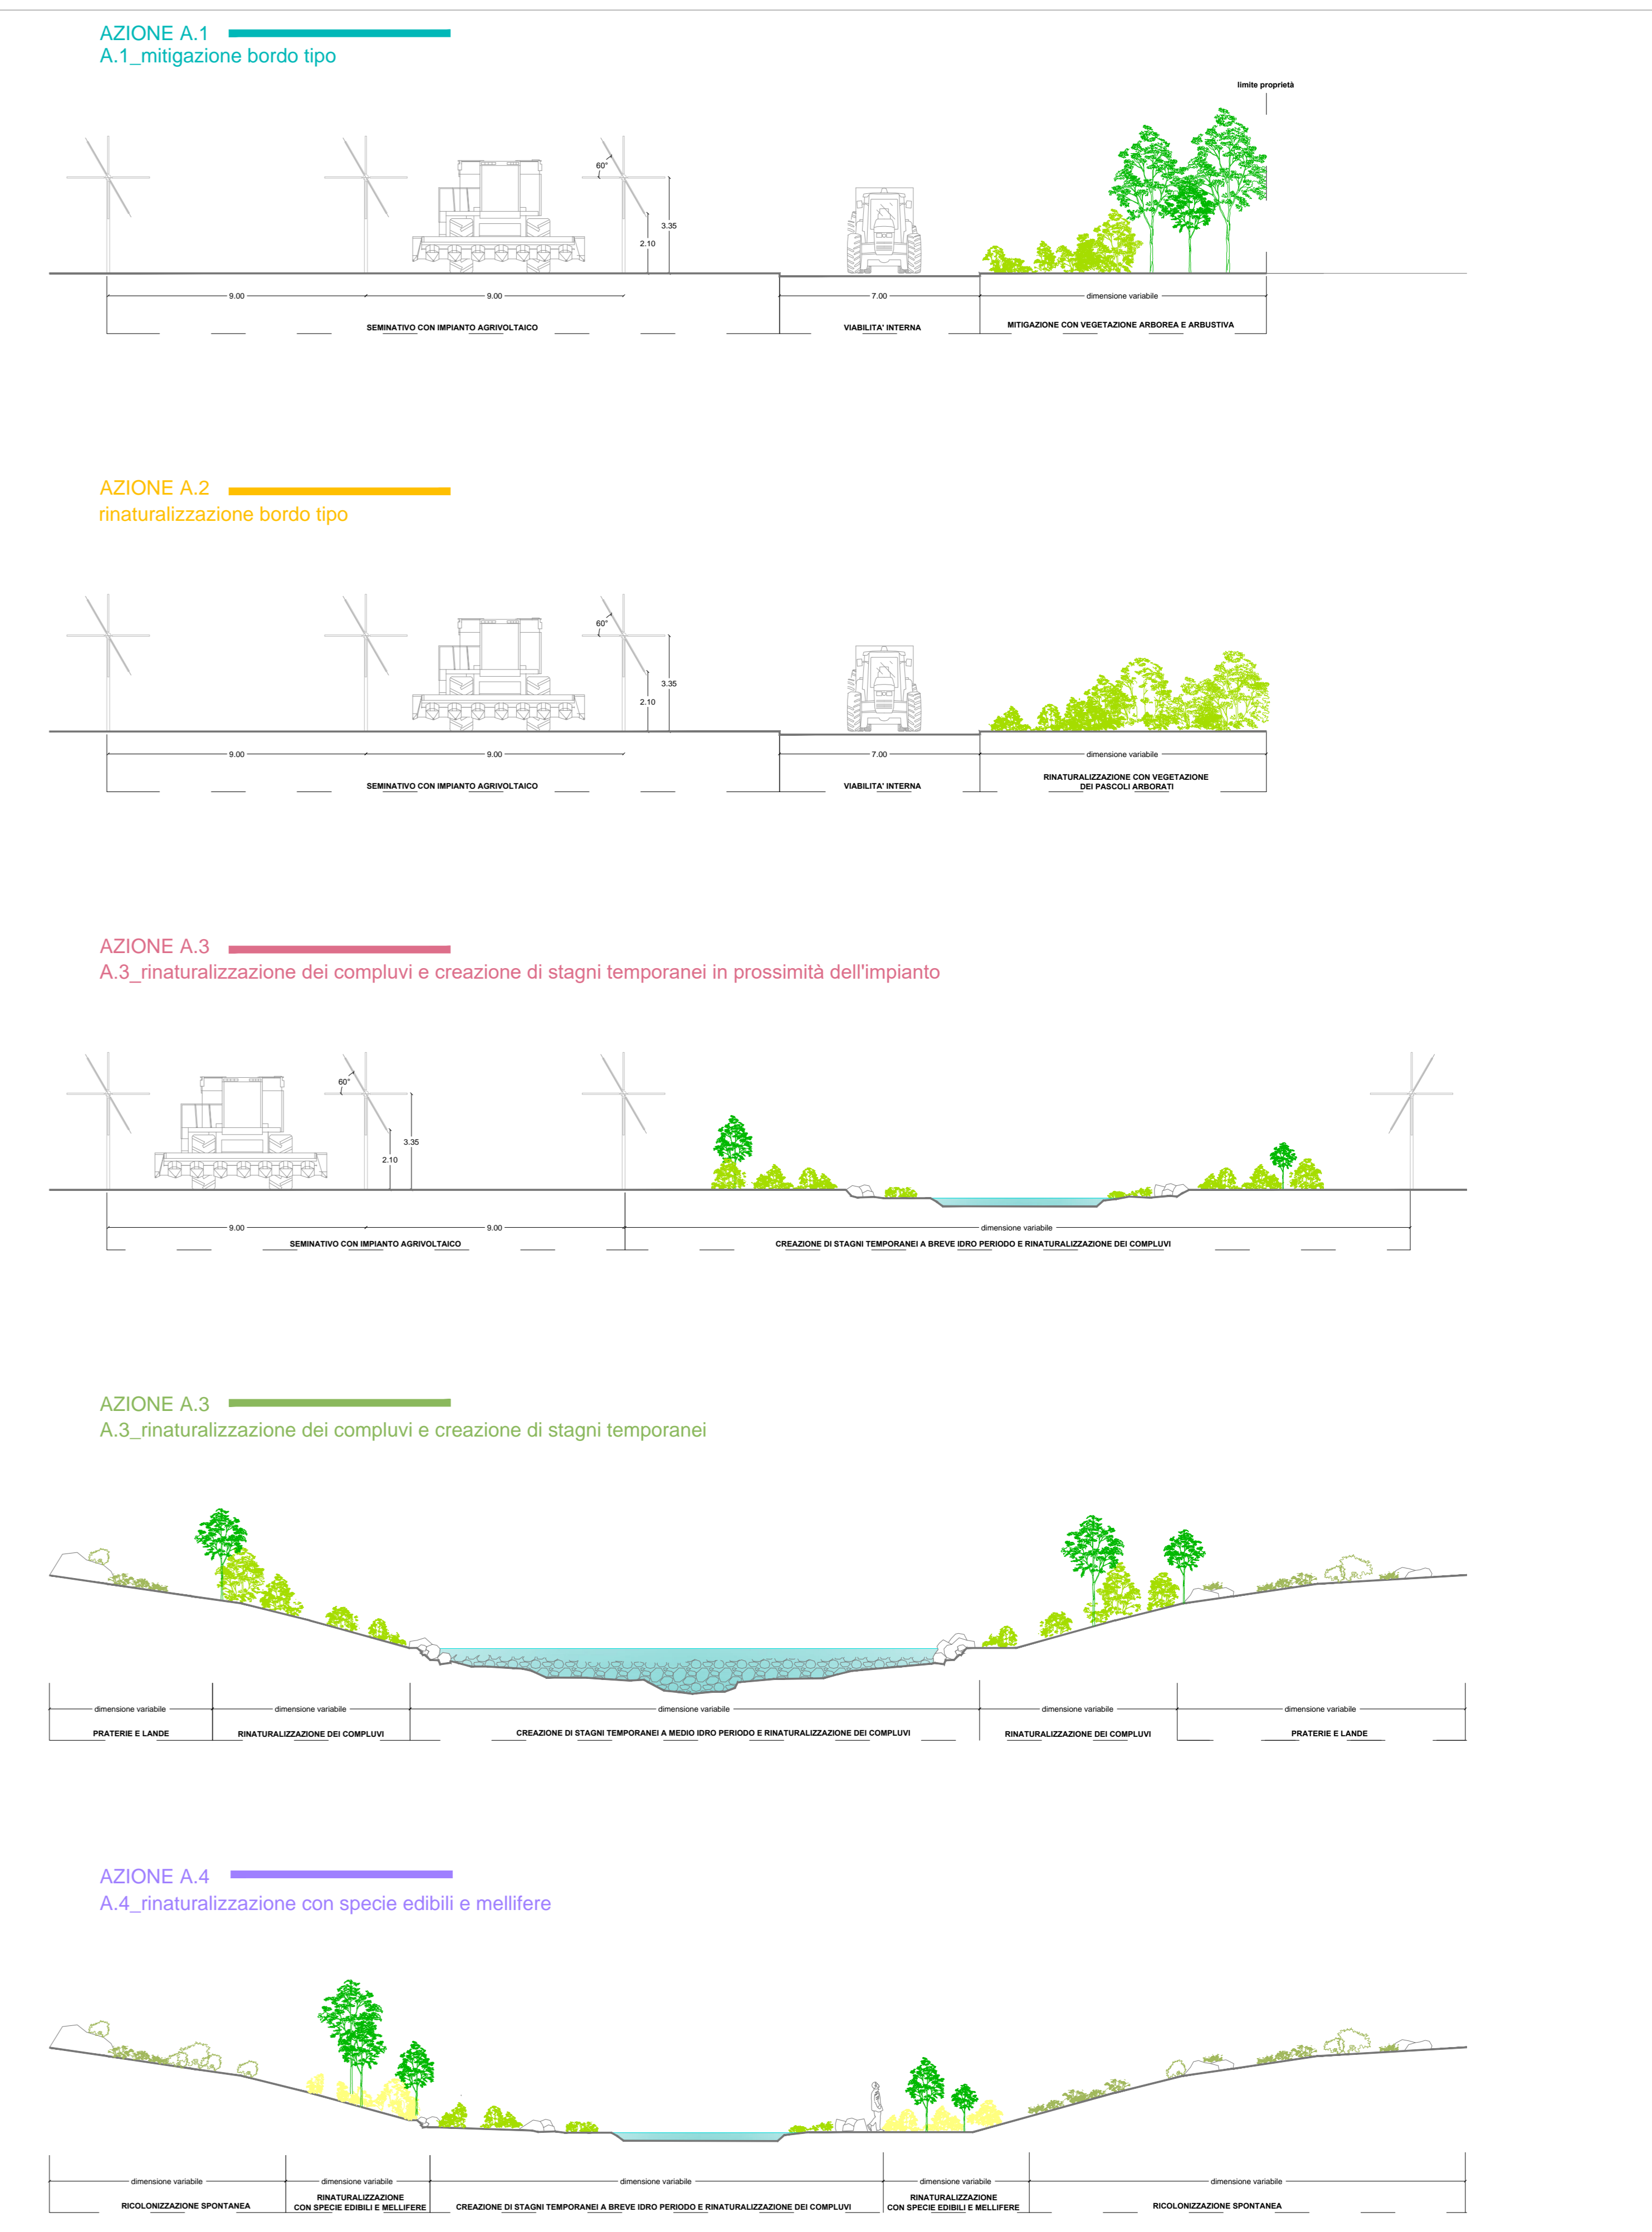 AZIONE A.1
A.1_mitigazione bordo tipo
limite proprietà
60°
3.35
2.10
9.00 9.00 7.00 dimensione variabile
SEMINATIVO CON IMPIANTO AGRIVOLTAICO VIABILITA' INTERNA MITIGAZIONE CON VEGETAZIONE ARBOREA E ARBUSTIVA
AZIONE A.2
rinaturalizzazione bordo tipo
60°
3.35
2.10
9.00 9.00 7.00 dimensione variabile
SEMINATIVO CON IMPIANTO AGRIVOLTAICO VIABILITA' INTERNA RINATURALIZZAZIONE CON VEGETAZIONE
DEI PASCOLI ARBORATI
AZIONE A.3
A.3_rinaturalizzazione dei compluvi e creazione di stagni temporanei in prossimità dell'impianto
60°
3.35
2.10
9.00 9.00 dimensione variabile
SEMINATIVO CON IMPIANTO AGRIVOLTAICO CREAZIONE DI STAGNI TEMPORANEI A BREVE IDRO PERIODO E RINATURALIZZAZIONE DEI COMPLUVI
AZIONE A.3
A.3_rinaturalizzazione dei compluvi e creazione di stagni temporanei
dimensione variabile dimensione variabile dimensione variabile dimensione variabile dimensione variabile
PRATERIE E LANDE RINATURALIZZAZIONE DEI COMPLUVI CREAZIONE DI STAGNI TEMPORANEI A MEDIO IDRO PERIODO E RINATURALIZZAZIONE DEI COMPLUVI RINATURALIZZAZIONE DEI COMPLUVI PRATERIE E LANDE
AZIONE A.4
A.4_rinaturalizzazione con specie edibili e mellifere
dimensione variabile dimensione variabile dimensione variabile dimensione variabile dimensione variabile
RICOLONIZZAZIONE SPONTANEA
RINATURALIZZAZIONE
CON SPECIE EDIBILI E MELLIFERE
CREAZIONE DI STAGNI TEMPORANEI A BREVE IDRO PERIODO E RINATURALIZZAZIONE DEI COMPLUVI
RINATURALIZZAZIONE
CON SPECIE EDIBILI E MELLIFERE
RICOLONIZZAZIONE SPONTANEA